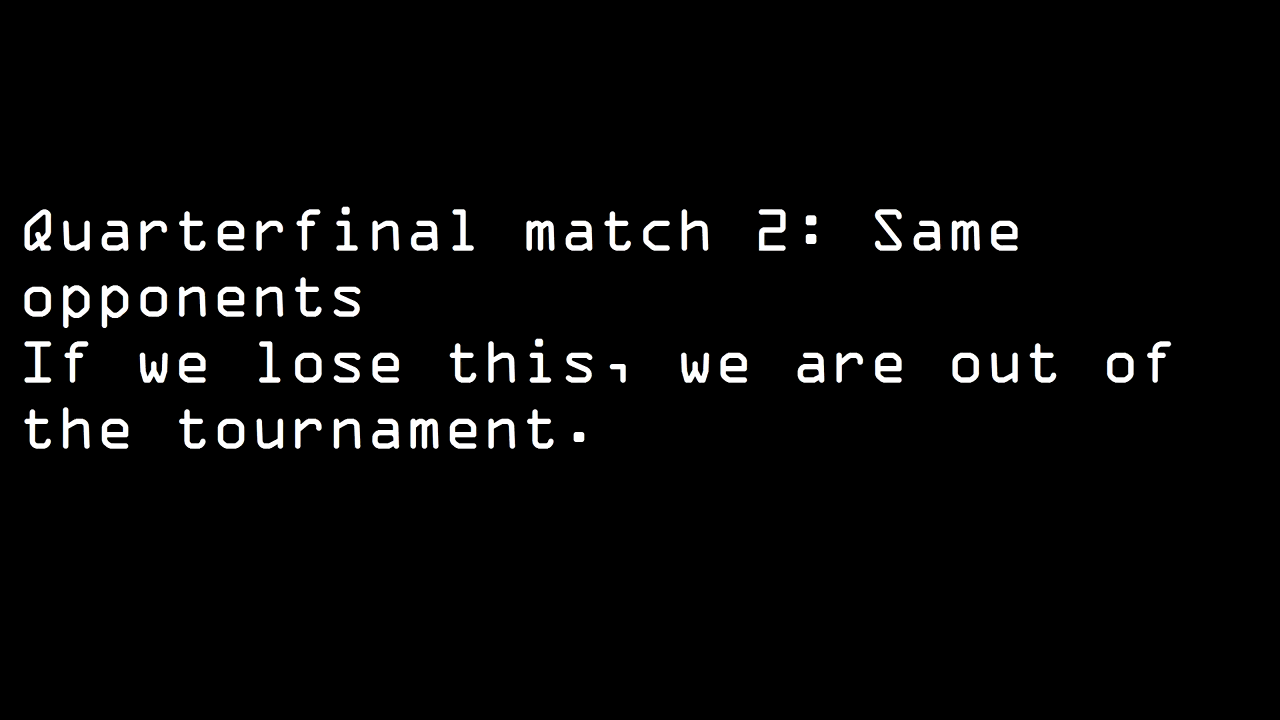 Quarterfinal match 2: Same
opponents
If we lose this, we are out of
the tournament.